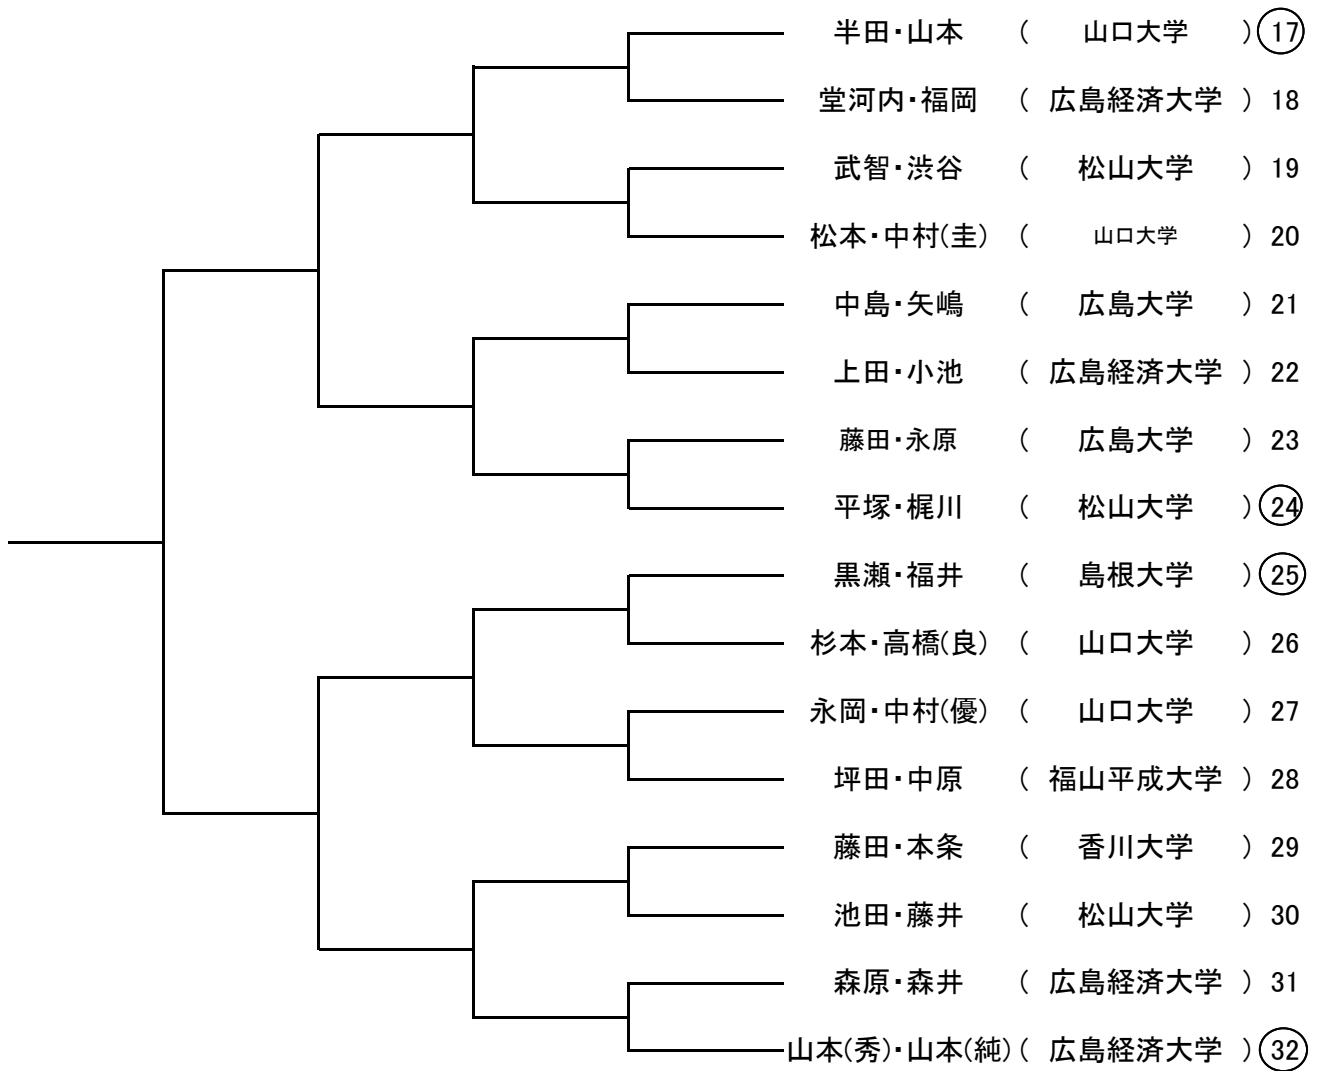 半田・山本 ( 山口大学 ) 17
堂河内・福岡 ( 広島経済大学 ) 18
武智・渋谷 ( 松山大学 ) 19
松本・中村(圭) ( 山口大学 ) 20
中島・矢嶋 ( 広島大学 ) 21
上田・小池 ( 広島経済大学 ) 22
藤田・永原 ( 広島大学 ) 23
平塚・梶川 ( 松山大学 ) 24
黒瀬・福井 ( 島根大学 ) 25
杉本・高橋(良) ( 山口大学 ) 26
永岡・中村(優) ( 山口大学 ) 27
坪田・中原 ( 福山平成大学 ) 28
藤田・本条 ( 香川大学 ) 29
池田・藤井 ( 松山大学 ) 30
森原・森井 ( 広島経済大学 ) 31
山本(秀)・山本(純) ( 広島経済大学 ) 32